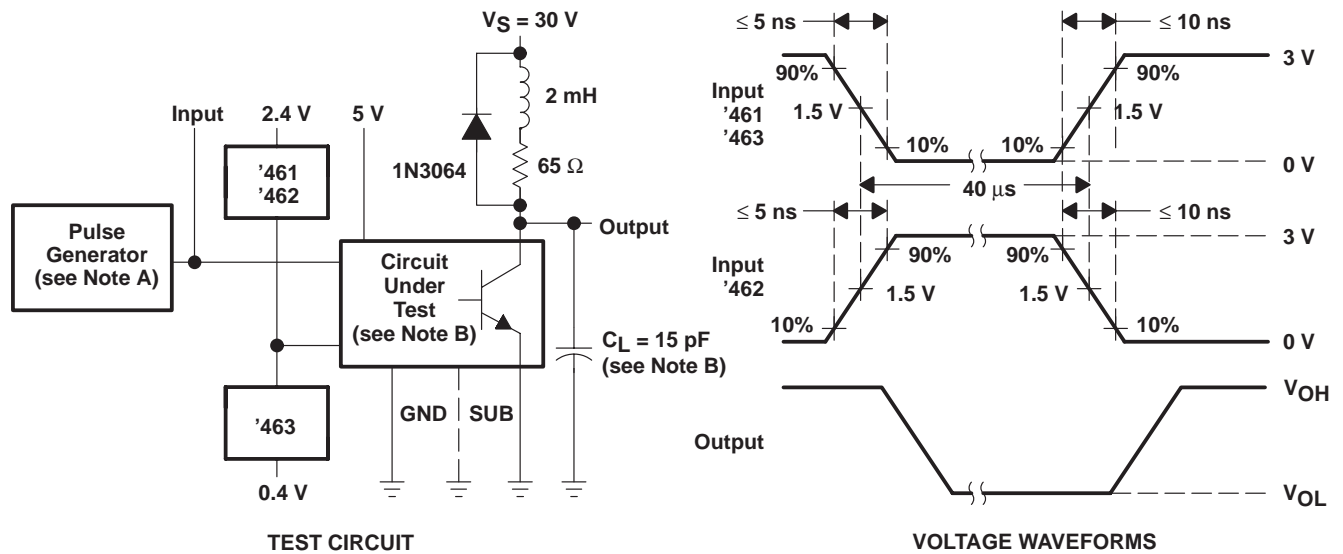 VS = 30 V
2 mH
Input
2.4 V
5 V
'461
'462
1N3064
65 Ω
Output
Pulse
Generator
(see Note A)
Circuit
Under
Test
(see Note B)
CL = 15 pF
(see Note B)
'463
GND
SUB
0.4 V
TEST CIRCUIT
≤ 5 ns
≤ 10 ns
3 V
90%
90%
Input
'461
'463
1.5 V
1.5 V
10%
10%
0 V
40 μs
≤ 5 ns
≤ 10 ns
3 V
90%
90%
Input
'462
1.5 V
1.5 V
10%
10%
0 V
VOH
Output
VOL
VOLTAGE WAVEFORMS